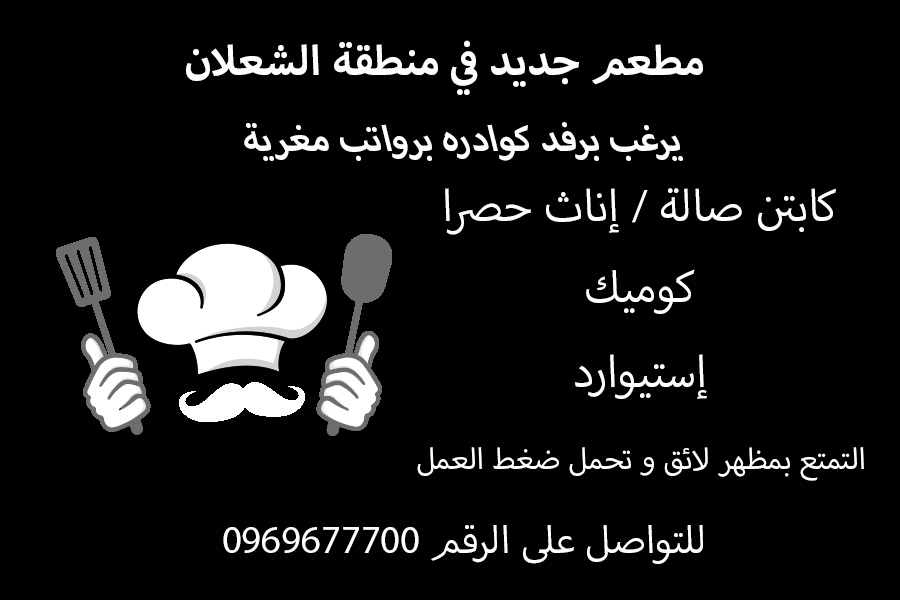 مطعم جديد في منطقة الشعلان
يرغب برفد كوادره برواتب مغرية
كابتن صالة / إناث حصرا
كوميك
إستيوارد
التمتع بمظهر لائق و تحمل ضغط العمل
للتواصل على الرقم 0969677700